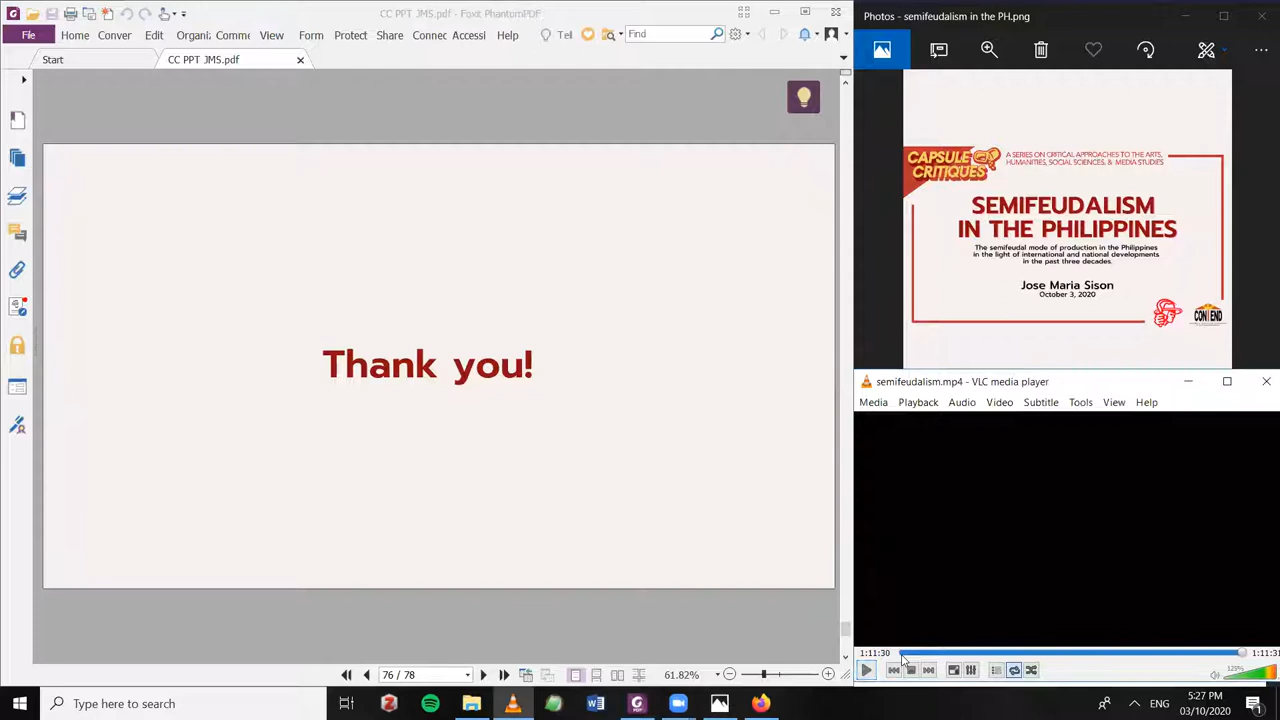 CC PPT JMS.pdf - Foxit PhantomPDF
File
Home
Conver
Edit
Organi
Comme
View
Form
Protect
Share
Connec
Accessi
Help
Tel
Find
Start
CC PPT JMS.pdf
Thank you!
76 / 78
61.82%
Photos - semifeudalism in the PH.png
CAPSULE
CRITIQUES
A SERIES ON CRITICAL APPROACHES TO THE ARTS,
HUMANITIES, SOCIAL SCIENCES, & MEDIA STUDIES
SEMIFEUDALISM
IN THE PHILIPPINES
The semifeudal mode of production in the Philippines
in the light of international and national developments
in the past three decades.
Jose Maria Sison
October 3, 2020
CONTEND
semifeudalism.mp4 - VLC media player
Media
Playback
Audio
Video
Subtitle
Tools
View
Help
1:11:30
1:11:31
125%
Type here to search
ENG
5:27 PM
03/10/2020